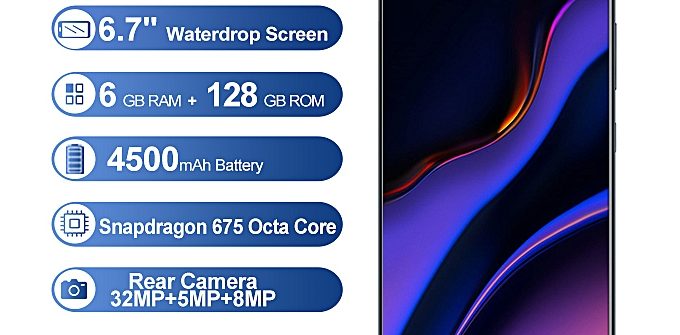 6.7" Waterdrop Screen
6 GB RAM + 128 GB ROM
4500mAh Battery
Snapdragon 675 Octa Core
Rear Camera
32MP+5MP+8MP